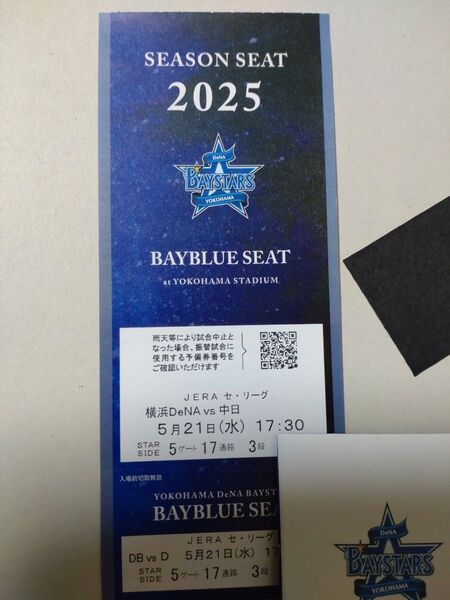 SEASON SEAT
2025
DeNA
BAYSTARS
YOKOHAMA
BAYBLUE SEAT
at YOKOHAMA STADIUM
雨天等により試合中止と
なった場合、振替試合に
使用する予備券番号を
ご確認いただけます
JERA セ・リーグ
横浜DeNA vs 中日
5月21日(水) 17:30
STAR SIDE 5ゲート 17通路 3段
入場前切取無効
YOKOHAMA DeNA BAYST
BAYBLUE SEA
JERA セ・リーグ
DB vs D 5月21日(水) 17
STAR SIDE 5ゲート 17通路 3段
DeNA
BAYSTARS
YOKOHAMA